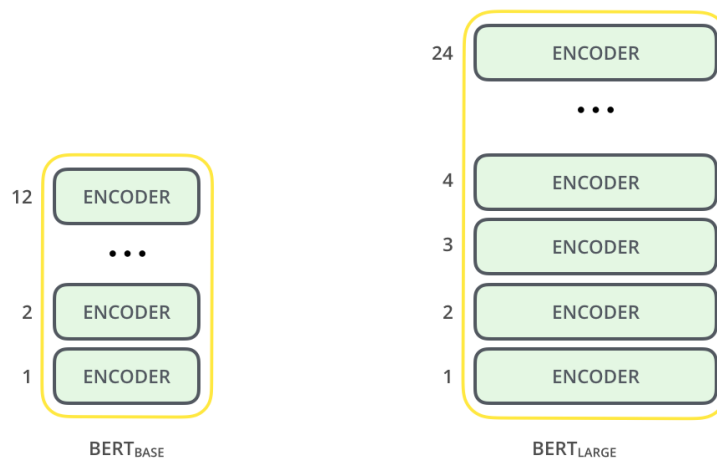 12 ENCODER
...
2 ENCODER
1 ENCODER
BERTBASE
24 ENCODER
...
4 ENCODER
3 ENCODER
2 ENCODER
1 ENCODER
BERTLARGE